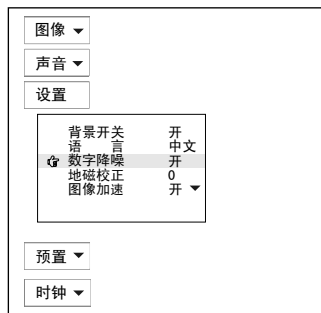 图像
声音
设置
背景开关 开
语 言 中文
数字降噪 开
地磁校正 0
图像加速 开
预置
时钟